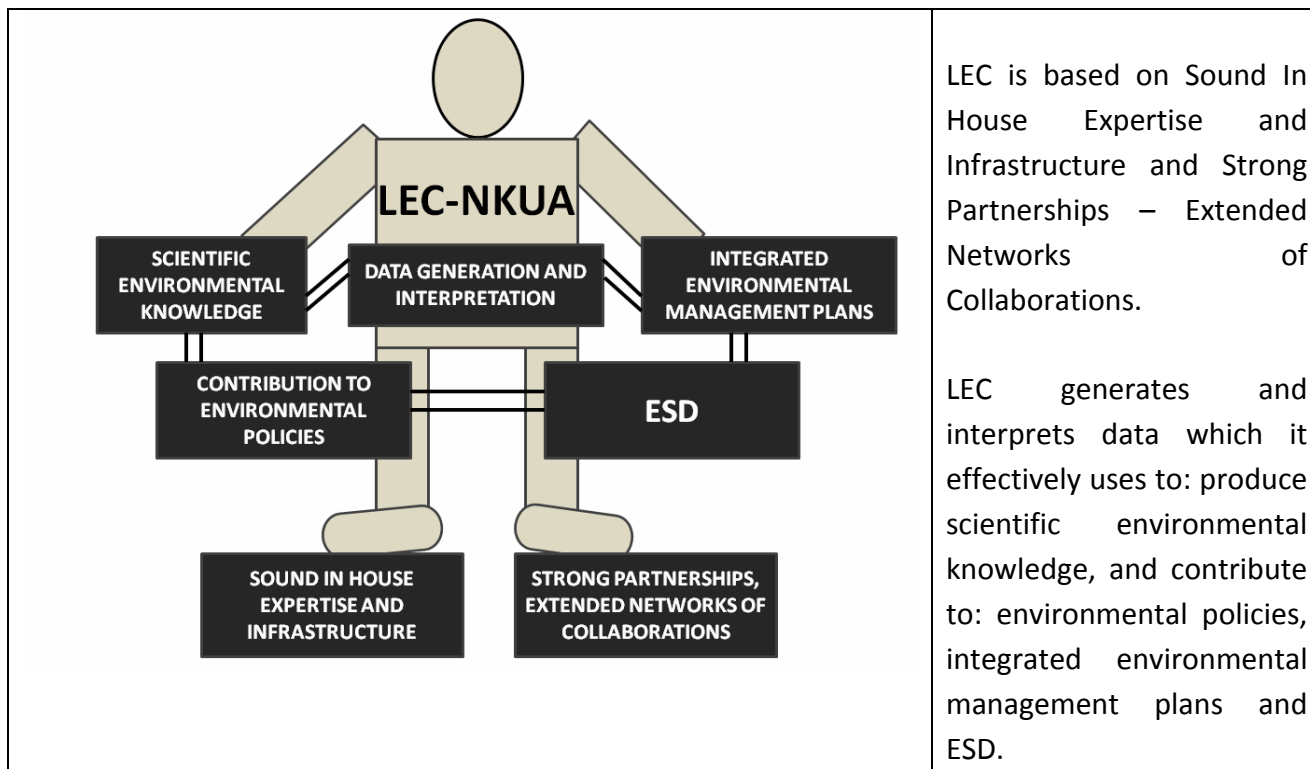 LEC-NKUA
SCIENTIFIC
ENVIRONMENTAL
KNOWLEDGE
DATA GENERATION AND
INTERPRETATION
INTEGRATED
ENVIRONMENTAL
MANAGEMENT PLANS
CONTRIBUTION TO
ENVIRONMENTAL
POLICIES
ESD
SOUND IN HOUSE
EXPERTISE AND
INFRASTRUCTURE
STRONG PARTNERSHIPS,
EXTENDED NETWORKS OF
COLLABORATIONS
LEC is based on Sound In
House Expertise and
Infrastructure and Strong
Partnerships – Extended
Networks of
Collaborations.
LEC generates and
interprets data which it
effectively uses to: produce
scientific environmental
knowledge, and contribute
to: environmental policies,
integrated environmental
management plans and
ESD.